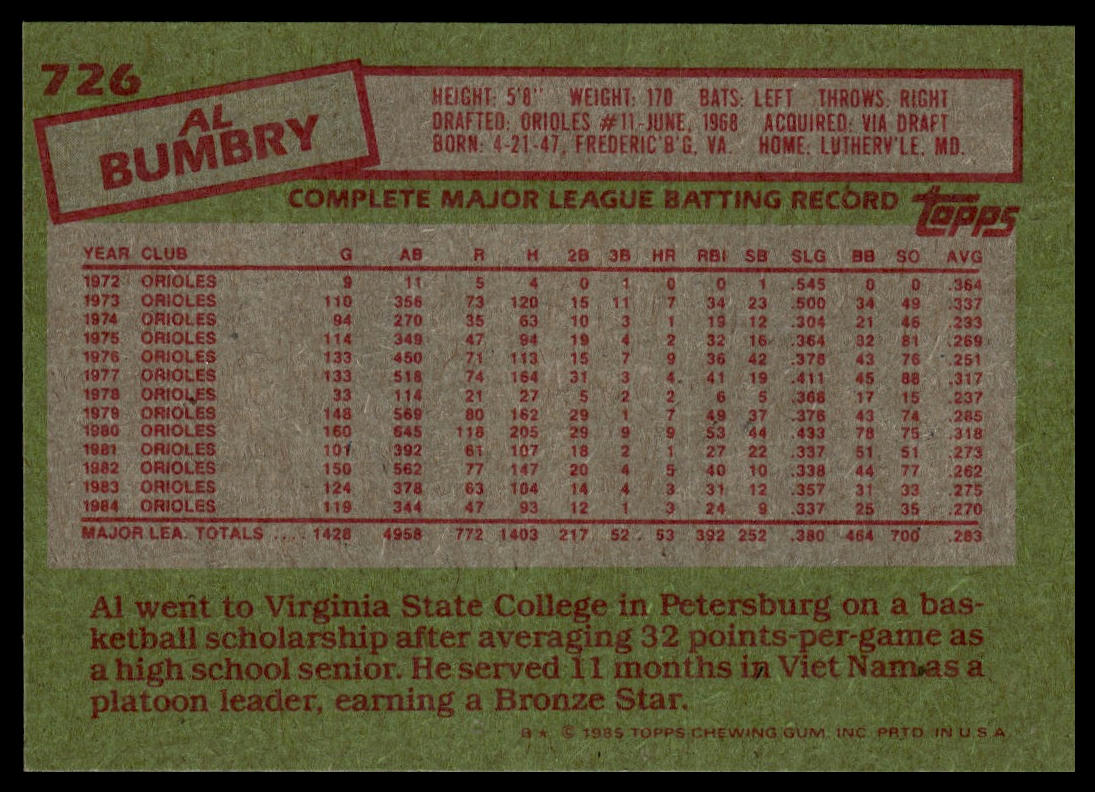 726
AL
BUMBRY
HEIGHT: 5'8" WEIGHT: 170 BATS: LEFT THROWS: RIGHT
DRAFTED: ORIOLES #11-JUNE, 1968 ACQUIRED: VIA DRAFT
BORN: 4-21-47, FREDERIC'B'G, VA. HOME: LUTHERV'LE, MD.
COMPLETE MAJOR LEAGUE BATTING RECORD topps
YEAR CLUB G AB R H 2B 3B HR RBI SB SLG BB SO AVG
1972 ORIOLES 9 11 5 4 0 1 0 0 1 .545 0 0 .364
1973 ORIOLES 110 356 73 120 15 11 7 34 23 .500 34 49 .337
1974 ORIOLES 94 270 35 63 10 3 1 19 12 .304 21 46 .233
1975 ORIOLES 114 349 47 94 19 4 2 32 16 .364 32 81 .269
1976 ORIOLES 133 450 71 113 15 7 9 36 42 .376 43 76 .251
1977 ORIOLES 133 518 74 164 31 3 4 41 19 .411 45 88 .317
1978 ORIOLES 33 114 21 27 5 2 2 6 5 .368 17 15 .237
1979 ORIOLES 148 569 80 162 29 1 7 49 37 .376 43 74 .285
1980 ORIOLES 160 645 118 205 29 9 9 53 44 .433 78 75 .318
1981 ORIOLES 101 392 61 107 18 2 1 27 22 .337 51 51 .273
1982 ORIOLES 150 562 77 147 20 4 5 40 10 .338 44 77 .262
1983 ORIOLES 124 378 63 104 14 4 3 31 12 .357 31 33 .275
1984 ORIOLES 119 344 47 93 12 1 3 24 9 .337 25 35 .270
MAJOR LEA. TOTALS .... 1428 4958 772 1403 217 52 53 392 252 .380 464 700 .283
Al went to Virginia State College in Petersburg on a bas-
ketball scholarship after averaging 32 points-per-game as
a high school senior. He served 11 months in Viet Nam as a
platoon leader, earning a Bronze Star.
B★ © 1985 TOPPS CHEWING GUM, INC. PRTD. IN U.S.A.